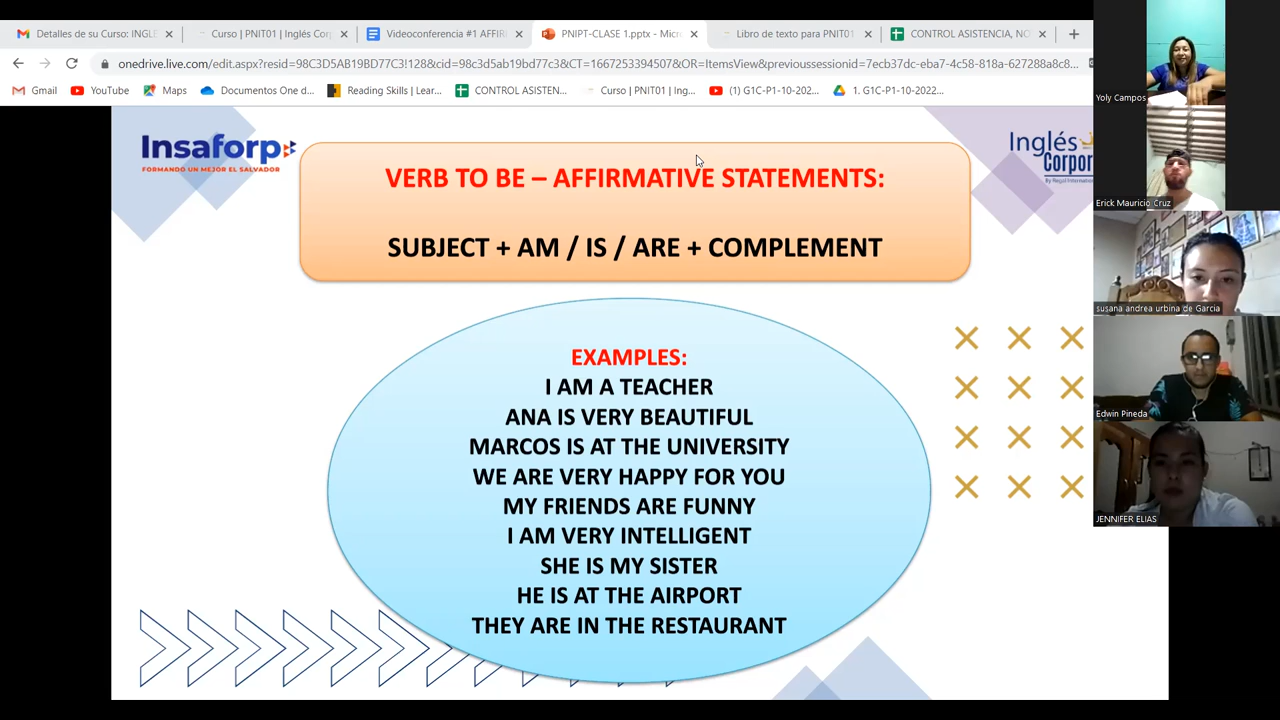 Detalles de su Curso: INGLE
Curso | PNIT01 | Inglés Corp
Videoconferencia #1 AFFIR
PNIPT-CLASE 1.pptx - Micro
Libro de texto para PNIT01
CONTROL ASISTENCIA, NO
onedrive.live.com/edit.aspx?resid=98C3D5AB19BD77C3!128&cid=98c3d5ab19bd77c3&CT=1667253394507&OR=ItemsView&previoussessionid=7ecb37dc-eba7-4c58-818a-627288a8c8...
Gmail
YouTube
Maps
Documentos One d...
Reading Skills | Lear...
CONTROL ASISTEN...
Curso | PNIT01 | Ing...
(1) G1C-P1-10-202...
1. G1C-P1-10-2022...
Insaforp
FORMANDO UN MEJOR EL SALVADOR
Inglés
Corpor
VERB TO BE – AFFIRMATIVE STATEMENTS:
SUBJECT + AM / IS / ARE + COMPLEMENT
EXAMPLES:
I AM A TEACHER
ANA IS VERY BEAUTIFUL
MARCOS IS AT THE UNIVERSITY
WE ARE VERY HAPPY FOR YOU
MY FRIENDS ARE FUNNY
I AM VERY INTELLIGENT
SHE IS MY SISTER
HE IS AT THE AIRPORT
THEY ARE IN THE RESTAURANT
Yoly Campos
Erick Mauricio Cruz
susana andrea urbina de Garcia
Edwin Pineda
JENNIFER ELIAS